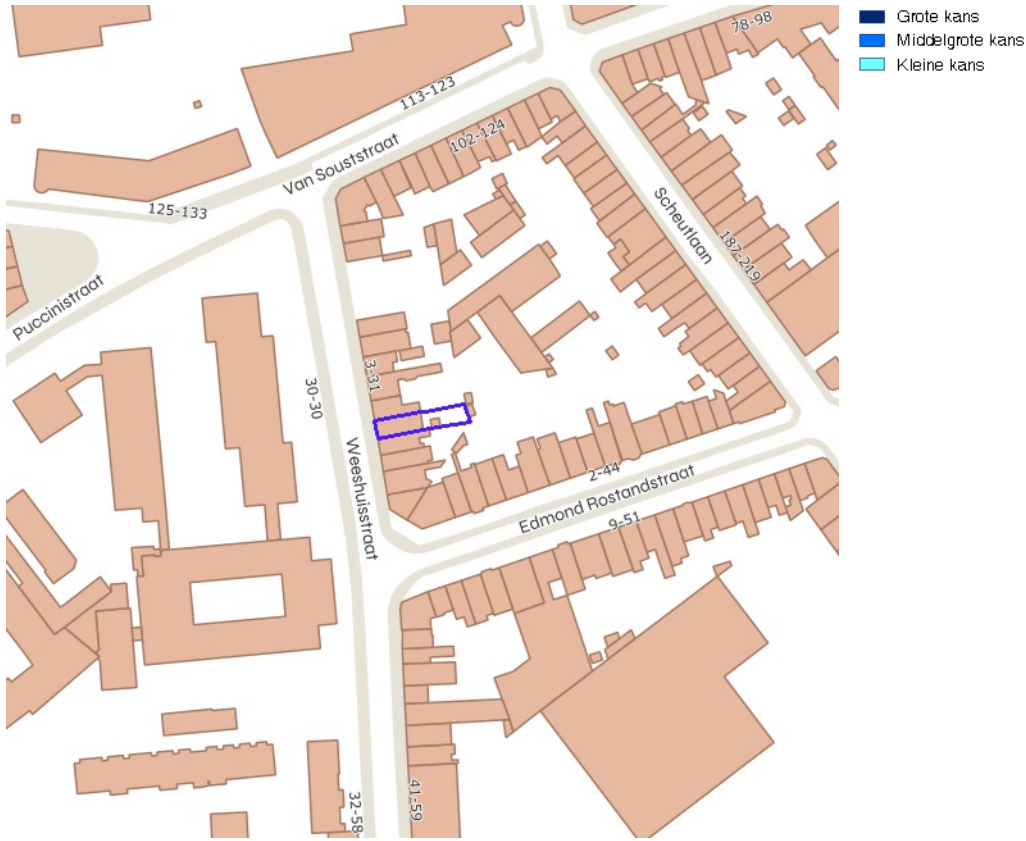 Grote kans
Middelgrote kans
Kleine kans
78-98
113-123
102-124
Van Souststraat
125-133
Scheutlaan
187-219
Puccinistraat
3-31
30-30
Weeshuisstraat
2-44
Edmond Rostandstraat
9-51
41-59
32-58